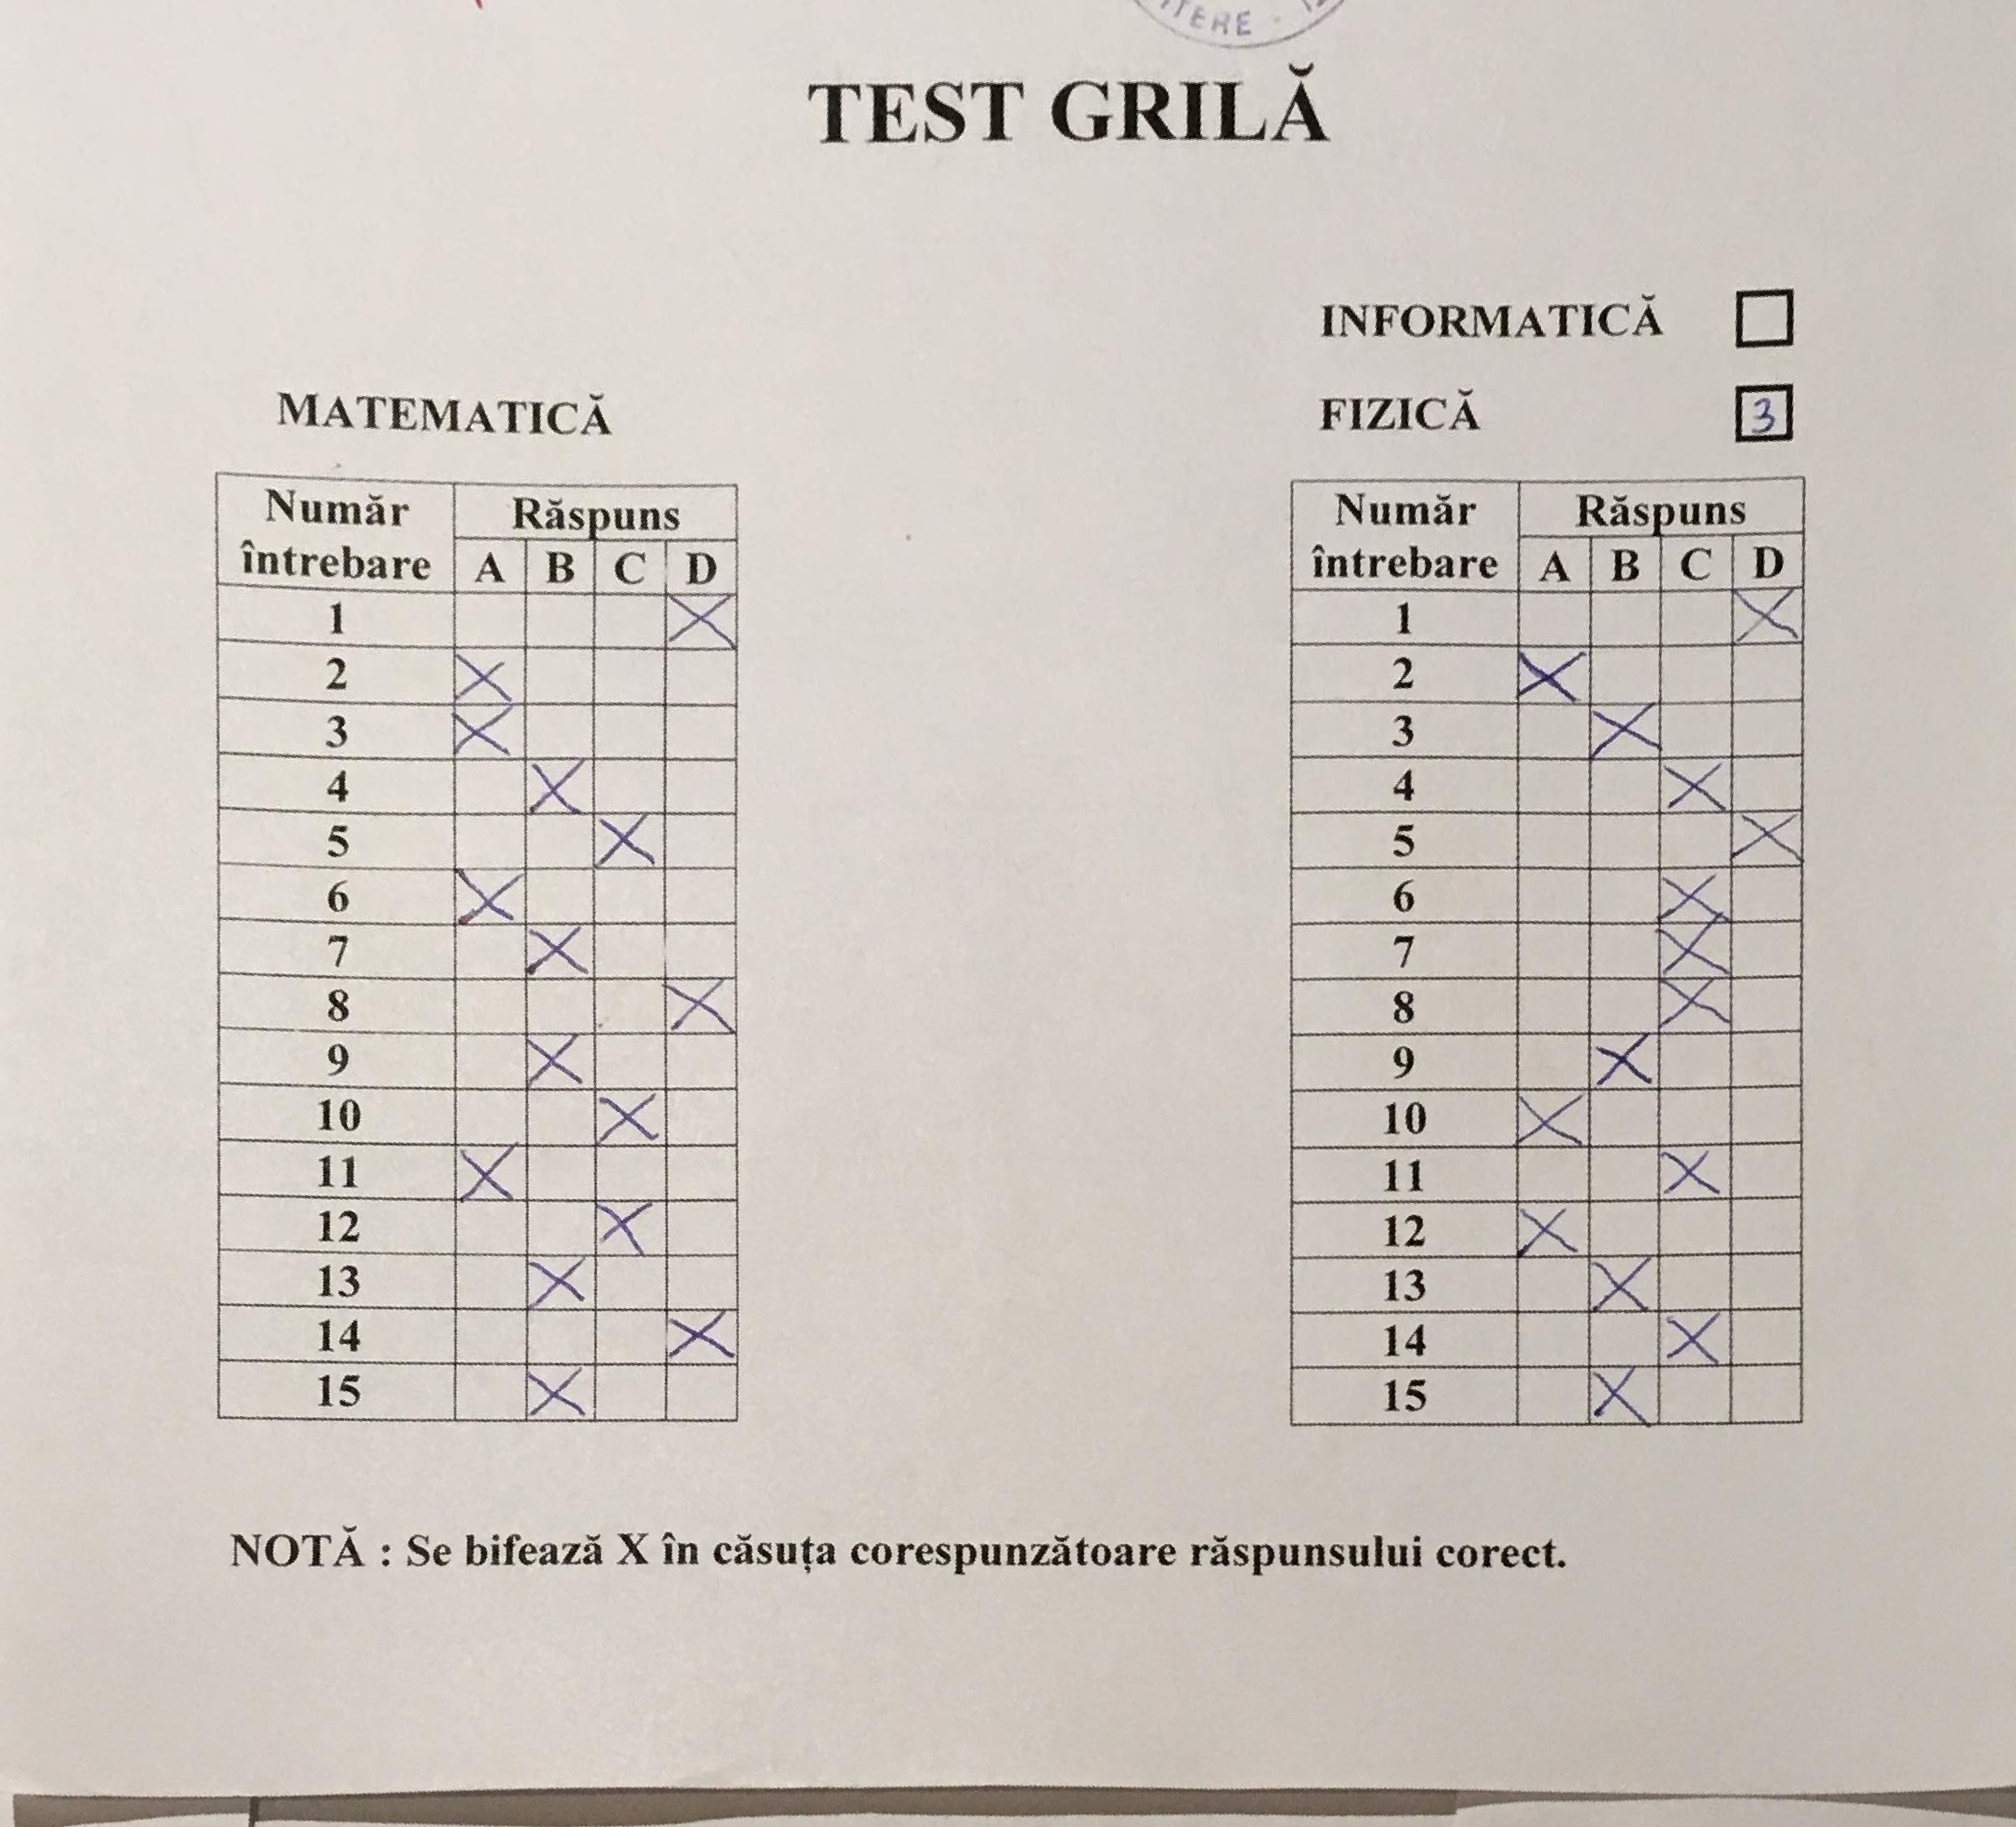 TEST GRILĂ
INFORMATICĂ
MATEMATICĂ
FIZICĂ 3
Număr întrebare Răspuns
A B C D
1 X
2 X
3 X
4 X
5 X
6 X
7 X
8 X
9 X
10 X
11 X
12 X
13 X
14 X
15 X
Număr întrebare Răspuns
A B C D
1 X
2 X
3 X
4 X
5 X
6 X
7 X
8 X
9 X
10 X
11 X
12 X
13 X
14 X
15 X
NOTĂ : Se bifează X în căsuța corespunzătoare răspunsului corect.